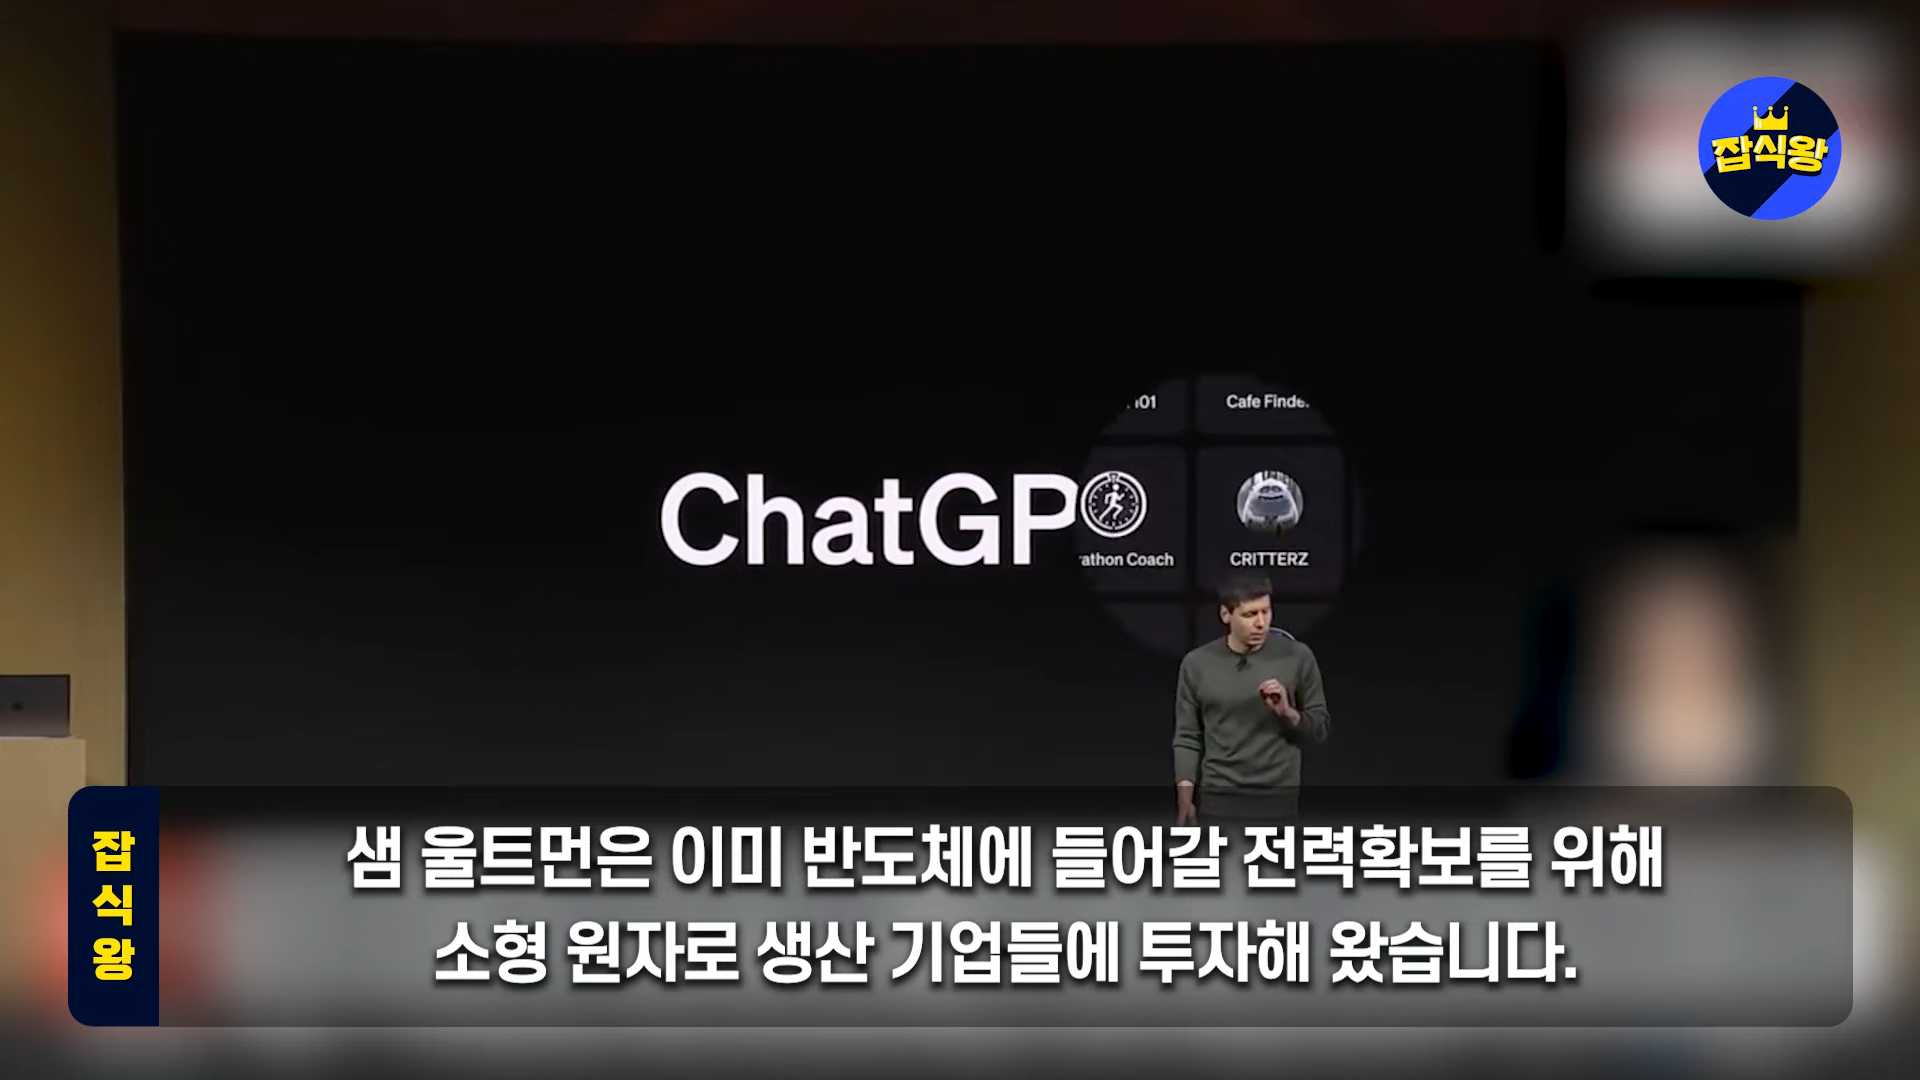 잡식왕
Cafe Finde
ChatGP
athon Coach
CRITTERZ
잡식왕
샘 울트먼은 이미 반도체에 들어갈 전력확보를 위해
소형 원자로 생산 기업들에 투자해 왔습니다.